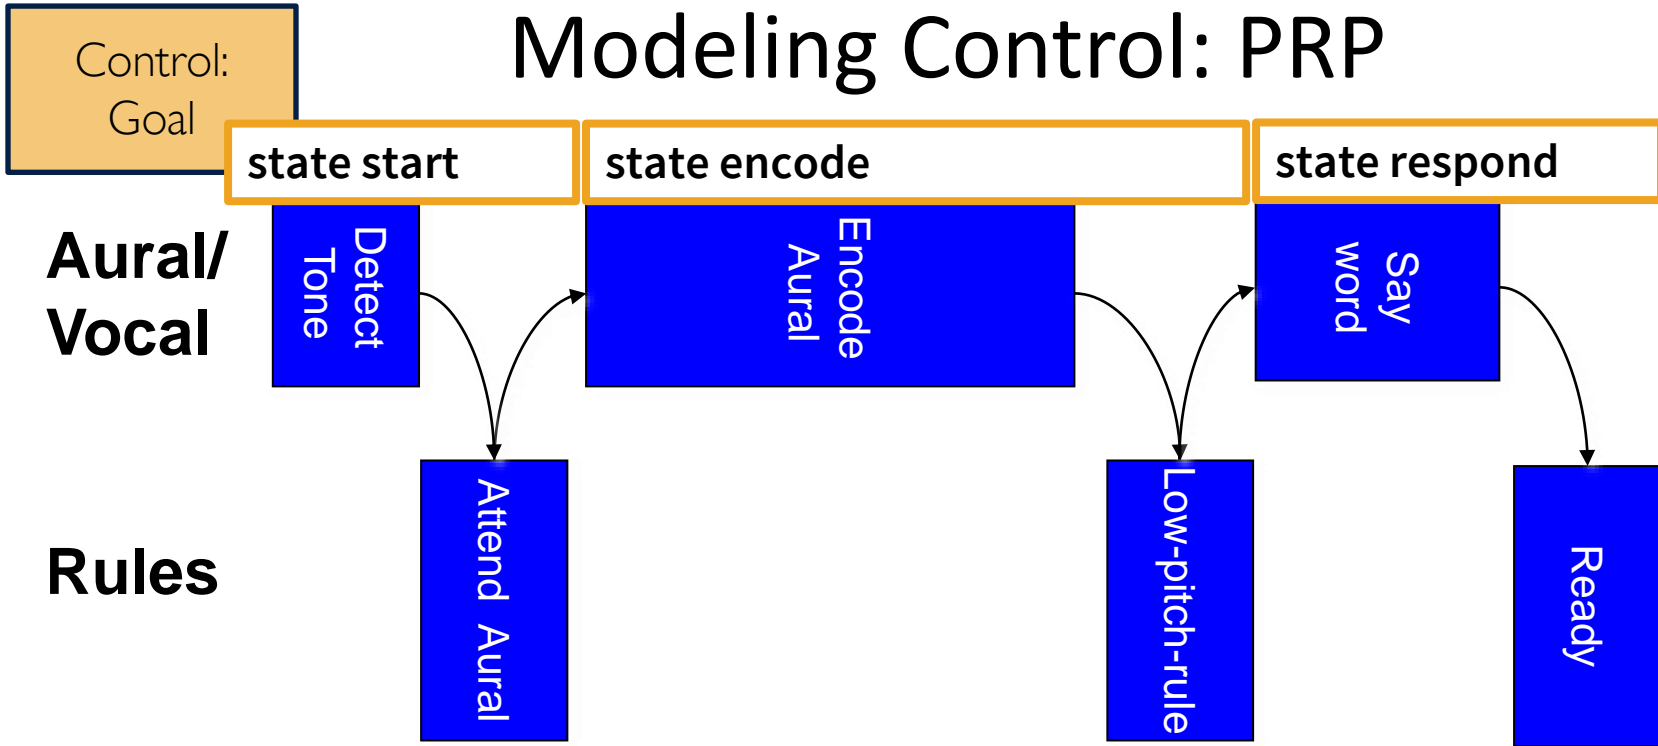 Control:
Goal
Modeling Control: PRP
state start
state encode
state respond
Aural/
Vocal
Detect
Tone
Encode
Aural
Say
word
Rules
Attend Aural
Low-pitch-rule
Ready